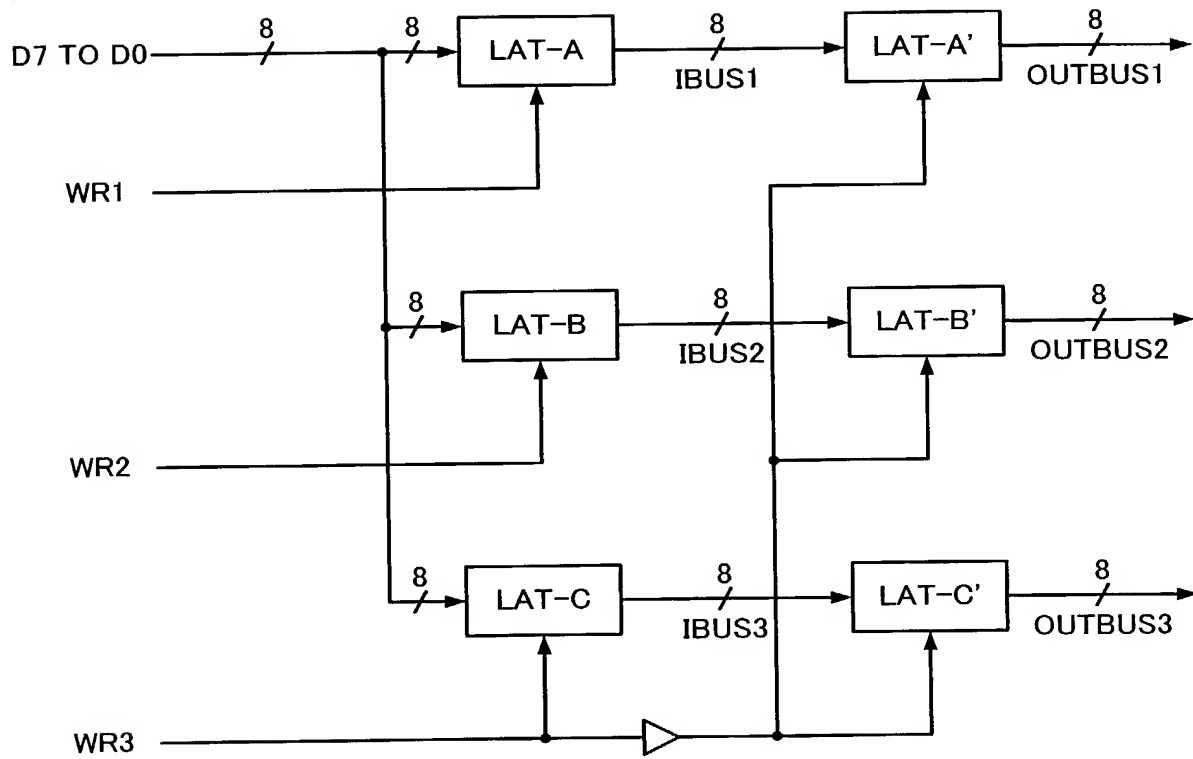 D7 TO D0
8
8
LAT-A
8
IBUS1
LAT-A'
8
OUTBUS1
WR1
8
LAT-B
8
IBUS2
LAT-B'
8
OUTBUS2
WR2
8
LAT-C
8
IBUS3
LAT-C'
8
OUTBUS3
WR3